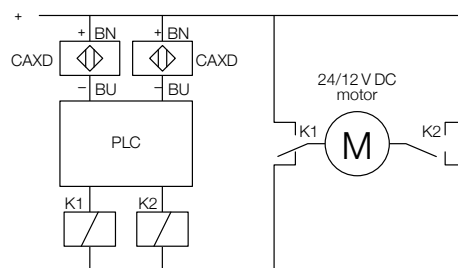 +
+ BN + BN
CAXD CAXD
– BU – BU
24/12 V DC
motor
PLC K1 M K2
K1 K2